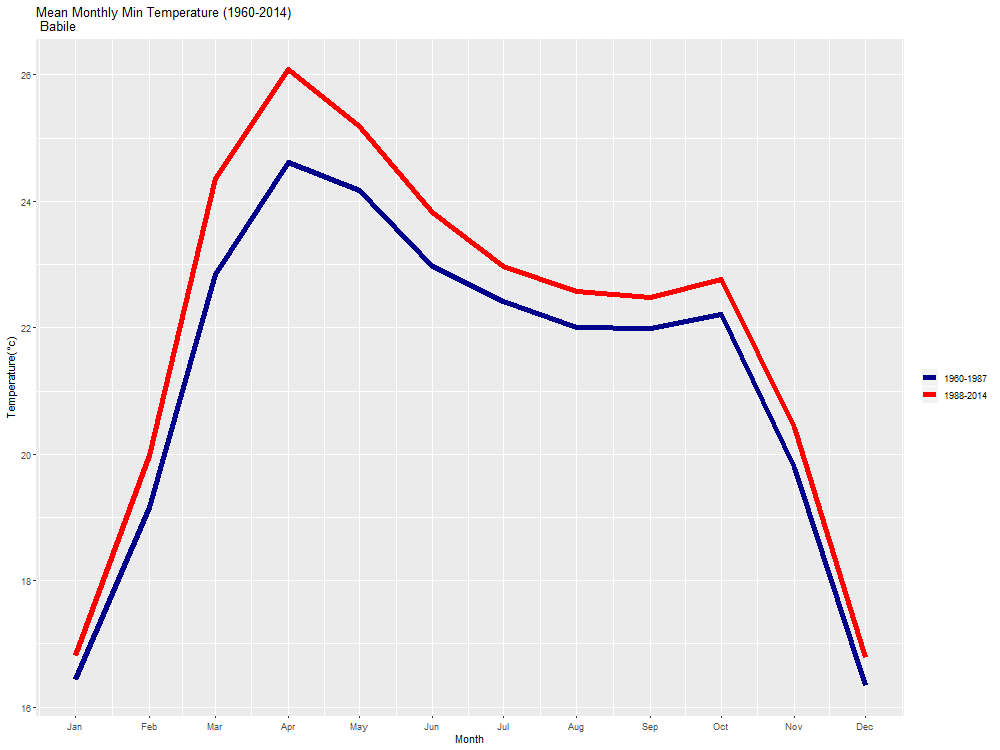 Mean Monthly Min Temperature (1960-2014)
Babile
26
24
22
20
18
16
Temperature(°c)
Jan Feb Mar Apr May Jun Jul Aug Sep Oct Nov Dec
Month
1960-1987
1988-2014